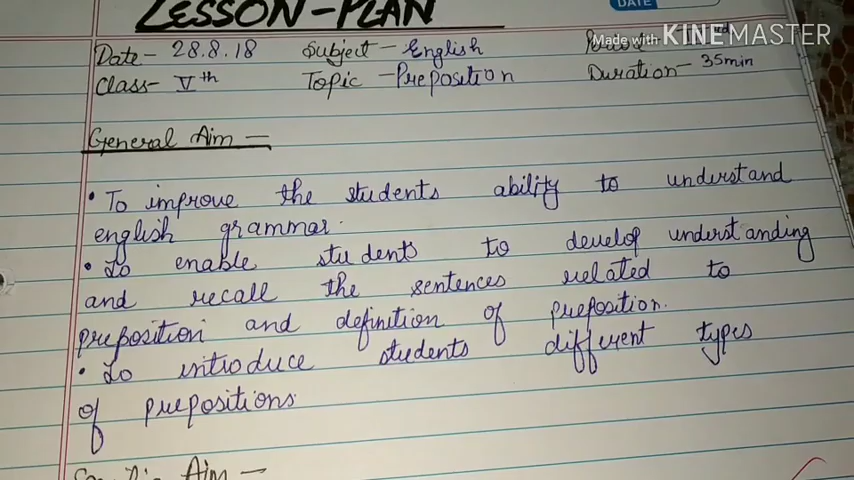 LESSON-PLAN
DATE
Made with KINEMASTER
Date- 28.8.18 Subject- English
Class- Vth Topic - Preposition Duration- 35min
General Aim -
• To improve the students ability to understand
english grammar.
• To enable students to develop understanding
and recall the sentences related to
preposition and definition of preposition.
• To introduce students different types
of prepositions
Aim -